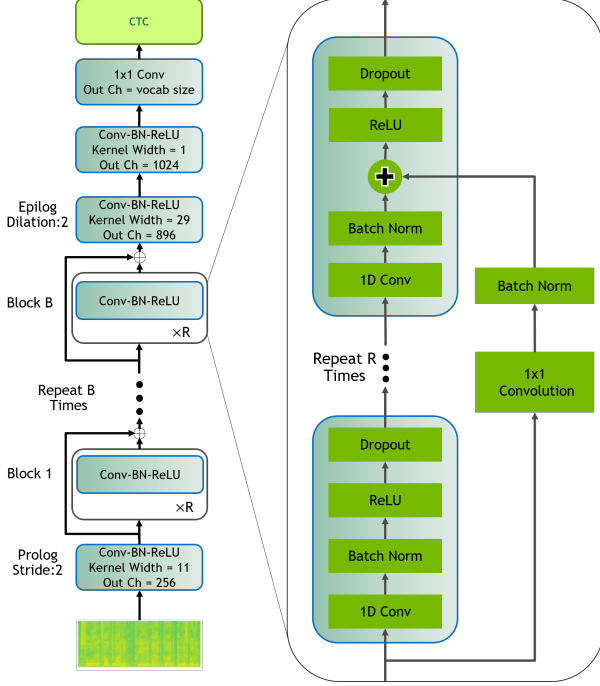 CTC
1x1 Conv
Out Ch = vocab size
Conv-BN-ReLU
Kernel Width = 1
Out Ch = 1024
Epilog
Dilation:2
Conv-BN-ReLU
Kernel Width = 29
Out Ch = 896
Block B
Conv-BN-ReLU
×R
Repeat B
Times
Block 1
Conv-BN-ReLU
×R
Prolog
Stride:2
Conv-BN-ReLU
Kernel Width = 11
Out Ch = 256
Dropout
ReLU
Batch Norm
1D Conv
Repeat R
Times
Dropout
ReLU
Batch Norm
1D Conv
Batch Norm
1x1
Convolution